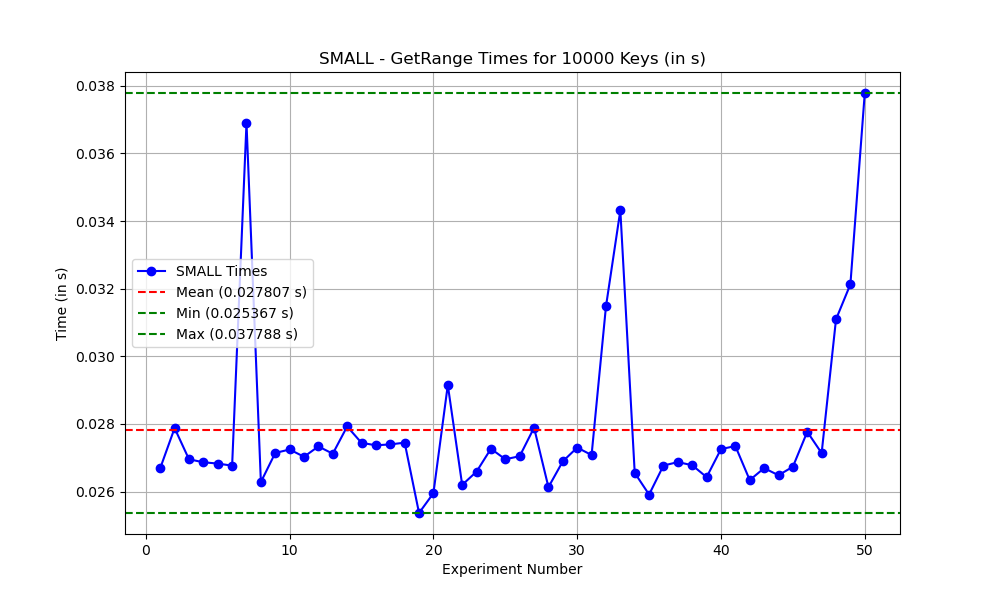 SMALL - GetRange Times for 10000 Keys (in s)
0.038
0.036
0.034
0.032
0.030
0.028
0.026
Time (in s)
SMALL Times
Mean (0.027807 s)
Min (0.025367 s)
Max (0.037788 s)
0 10 20 30 40 50
Experiment Number